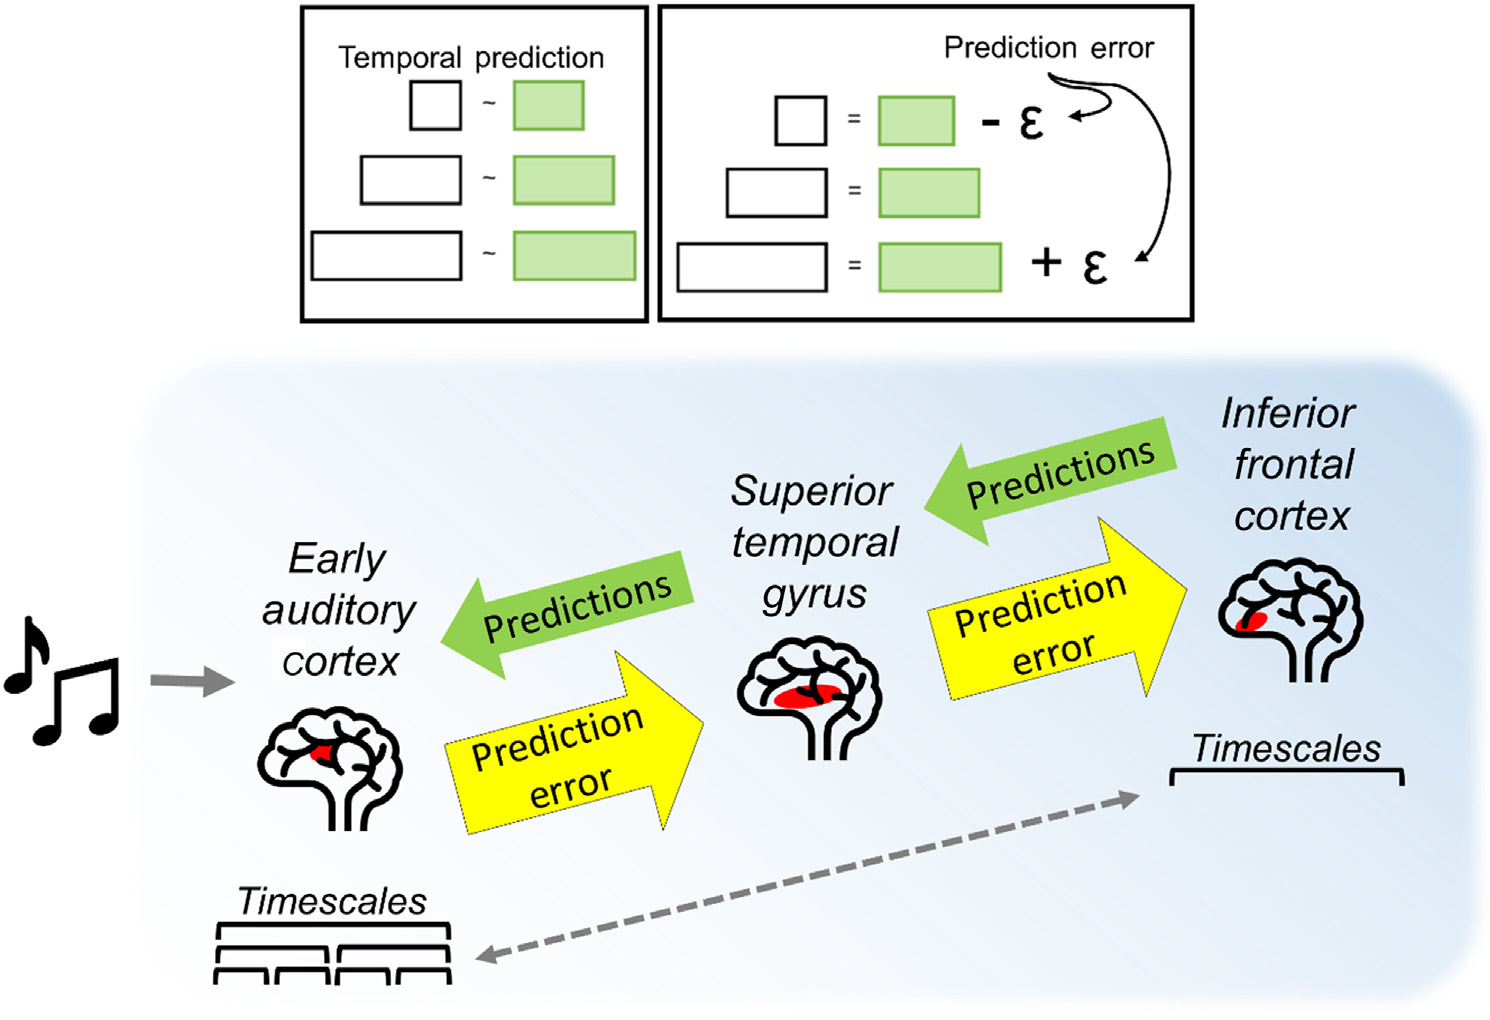 Temporal prediction
~
~
~
Prediction error
= - ε
=
= + ε
Inferior
frontal
cortex
Predictions
Superior
temporal
gyrus
Prediction
error
Early
auditory
cortex
Predictions
Prediction
error
Timescales
Timescales